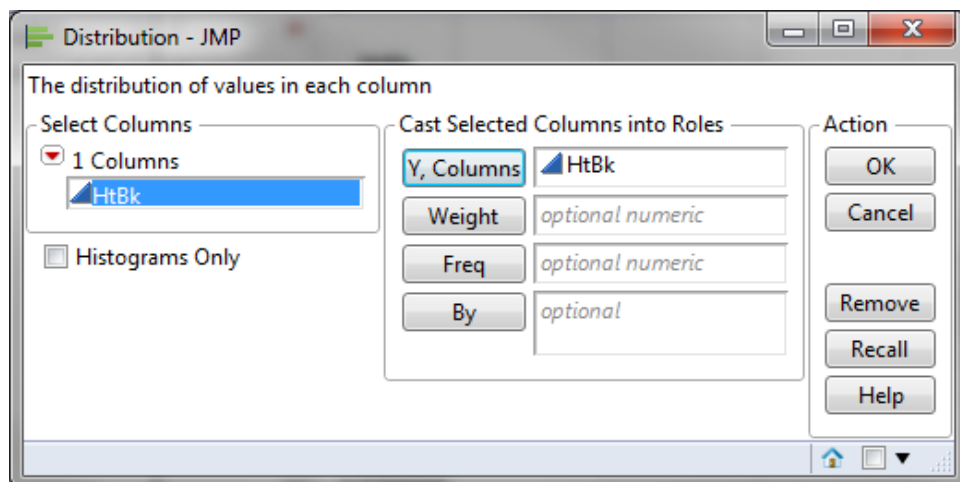 Distribution - JMP
The distribution of values in each column
Select Columns
1 Columns
HtBk
Histograms Only
Cast Selected Columns into Roles
Y, Columns
HtBk
Weight
optional numeric
Freq
optional numeric
By
optional
Action
OK
Cancel
Remove
Recall
Help